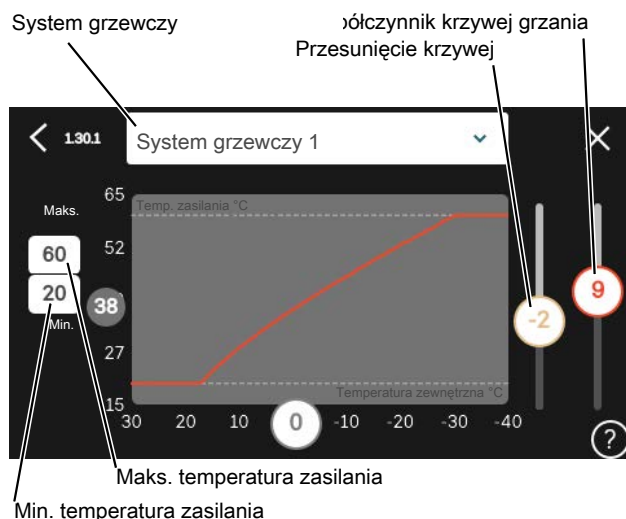 System grzewczy
półczynnik krzywej grzania
Przesunięcie krzywej
1.30.1
System grzewczy 1
65
Temp. zasilania °C
Maks.
52
60
20
38
-2
9
Min.
27
Temperatura zewnętrzna °C
15
30 20 10 0 -10 -20 -30 -40
?
Maks. temperatura zasilania
Min. temperatura zasilania